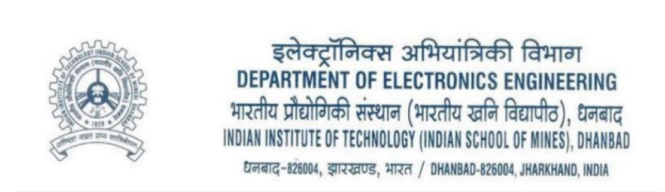 इलेक्ट्रॉनिक्स अभियांत्रिकी विभाग
DEPARTMENT OF ELECTRONICS ENGINEERING
भारतीय प्रौद्योगिकी संस्थान (भारतीय खनि विद्यापीठ), धनबाद
INDIAN INSTITUTE OF TECHNOLOGY (INDIAN SCHOOL OF MINES), DHANBAD
धनबाद-826004, झारखण्ड, भारत / DHANBAD-826004, JHARKHAND, INDIA